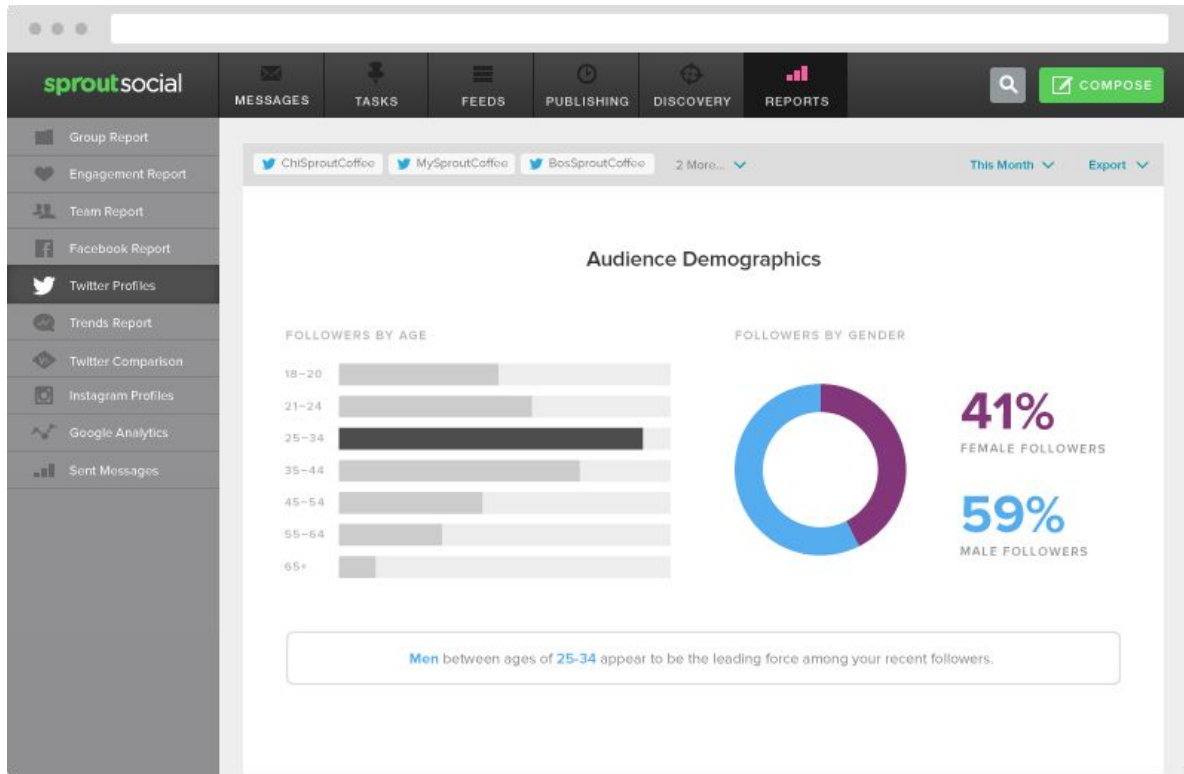 sproutsocial
MESSAGES
TASKS
FEEDS
PUBLISHING
DISCOVERY
REPORTS
COMPOSE
Group Report
Engagement Report
Team Report
Facebook Report
Twitter Profiles
Trends Report
Twitter Comparison
Instagram Profiles
Google Analytics
Sent Messages
ChiSproutCoffee MySproutCoffee BosSproutCoffee 2 More... This Month Export
Audience Demographics
FOLLOWERS BY AGE
18–20
21–24
25–34
35–44
45–54
55–64
65+
FOLLOWERS BY GENDER
41%
FEMALE FOLLOWERS
59%
MALE FOLLOWERS
Men between ages of 25-34 appear to be the leading force among your recent followers.